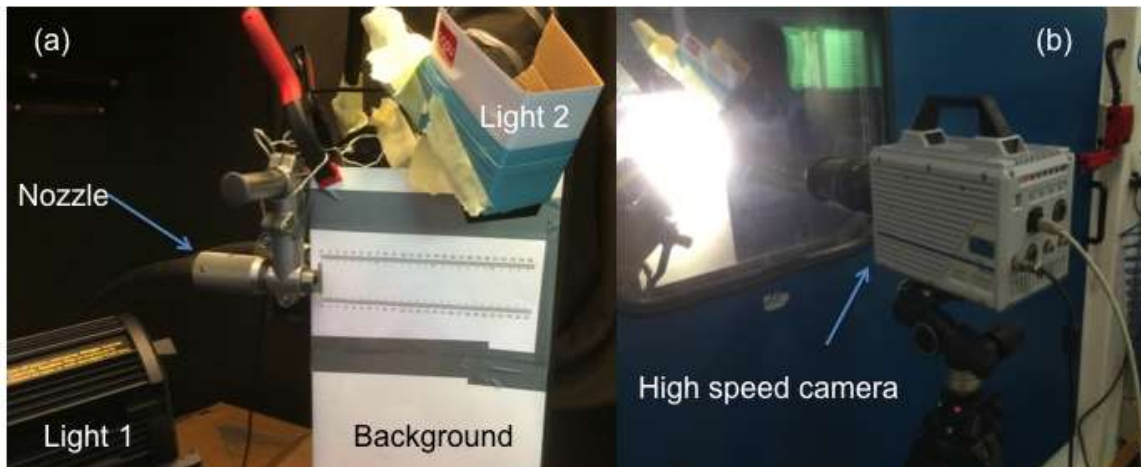 (a)
(b)
Light 2
Nozzle
High speed camera
Light 1
Background